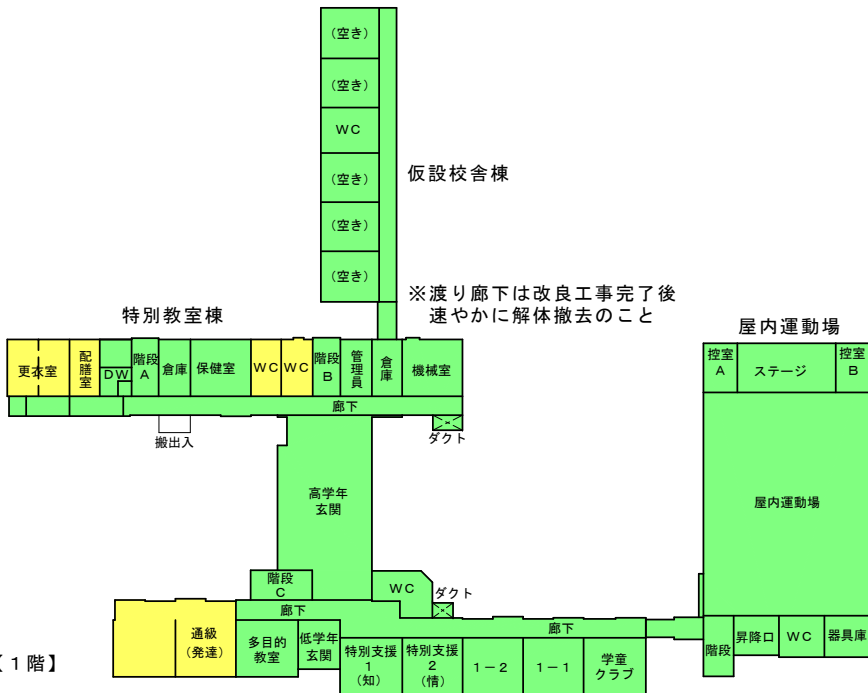 (空き)
(空き)
WC
(空き)
(空き)
(空き)
仮設校舎棟
※渡り廊下は改良工事完了後
速やかに解体撤去のこと
特別教室棟
更衣室
配膳室
DW
階段
A
倉庫
保健室
WC
WC
階段
B
管理員
倉庫
機械室
廊下
搬出入
ダクト
屋内運動場
控室
A
ステージ
控室
B
屋内運動場
高学年
玄関
階段
C
WC
ダクト
廊下
廊下
通級
(発達)
多目的
教室
低学年
玄関
特別支援
1
(知)
特別支援
2
(情)
1－2
1－1
学童
クラブ
階段
昇降口
WC
器具庫
1階】